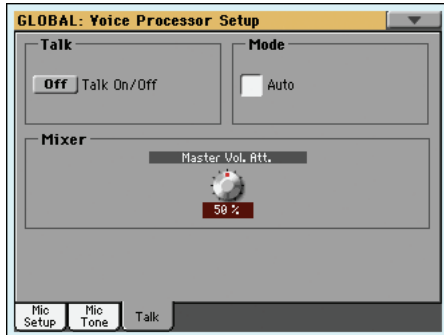 GLOBAL: Voice Processor Setup
Talk
Mode
Off Talk On/Off
Auto
Mixer
Master Vol. Att.
50 %
Mic Setup
Mic Tone
Talk